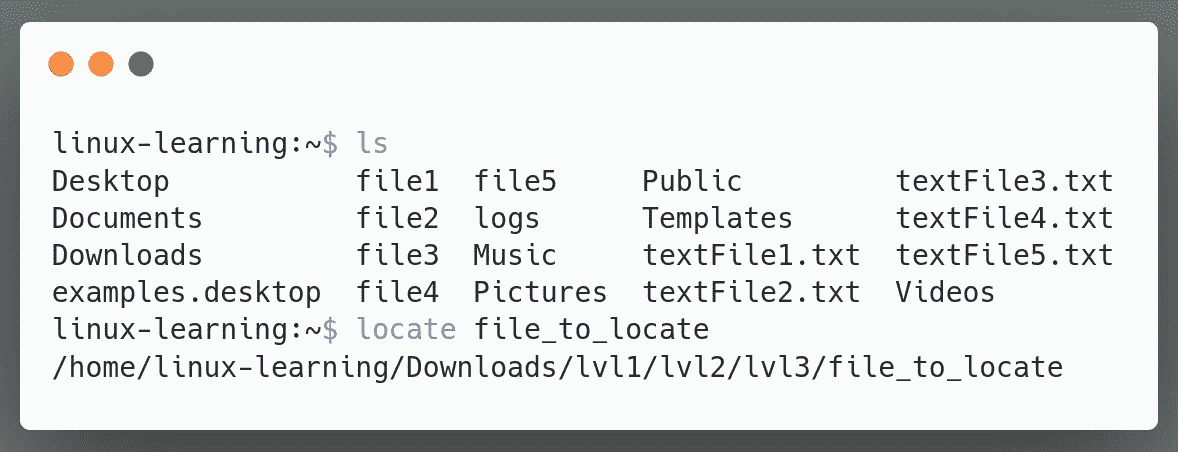 linux-learning:~$ ls
Desktop           file1  file5     Public         textFile3.txt
Documents         file2  logs      Templates      textFile4.txt
Downloads         file3  Music     textFile1.txt  textFile5.txt
examples.desktop  file4  Pictures  textFile2.txt  Videos
linux-learning:~$ locate file_to_locate
/home/linux-learning/Downloads/lvl1/lvl2/lvl3/file_to_locate